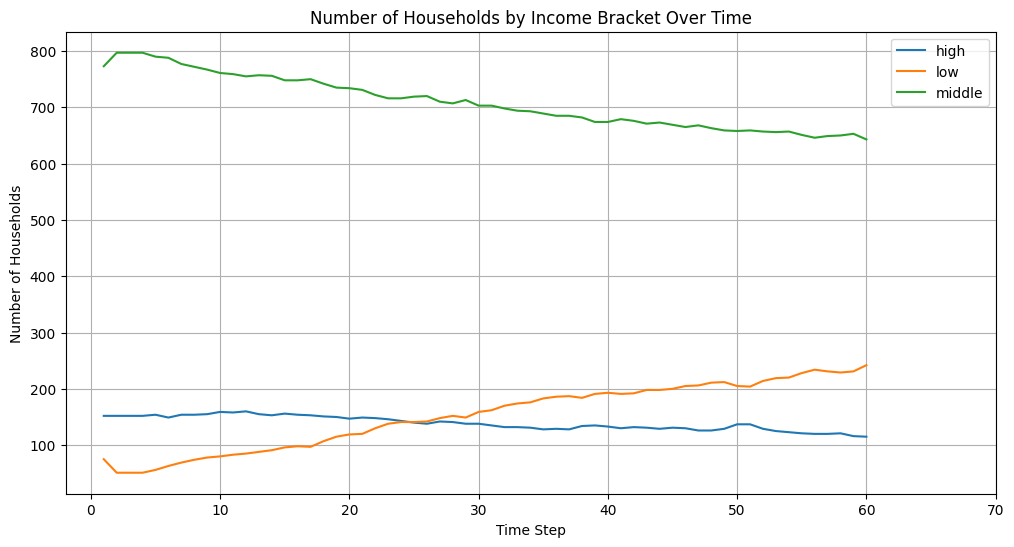 Number of Households by Income Bracket Over Time
high
low
middle
Number of Households
800
700
600
500
400
300
200
100
0 10 20 30 40 50 60 70
Time Step